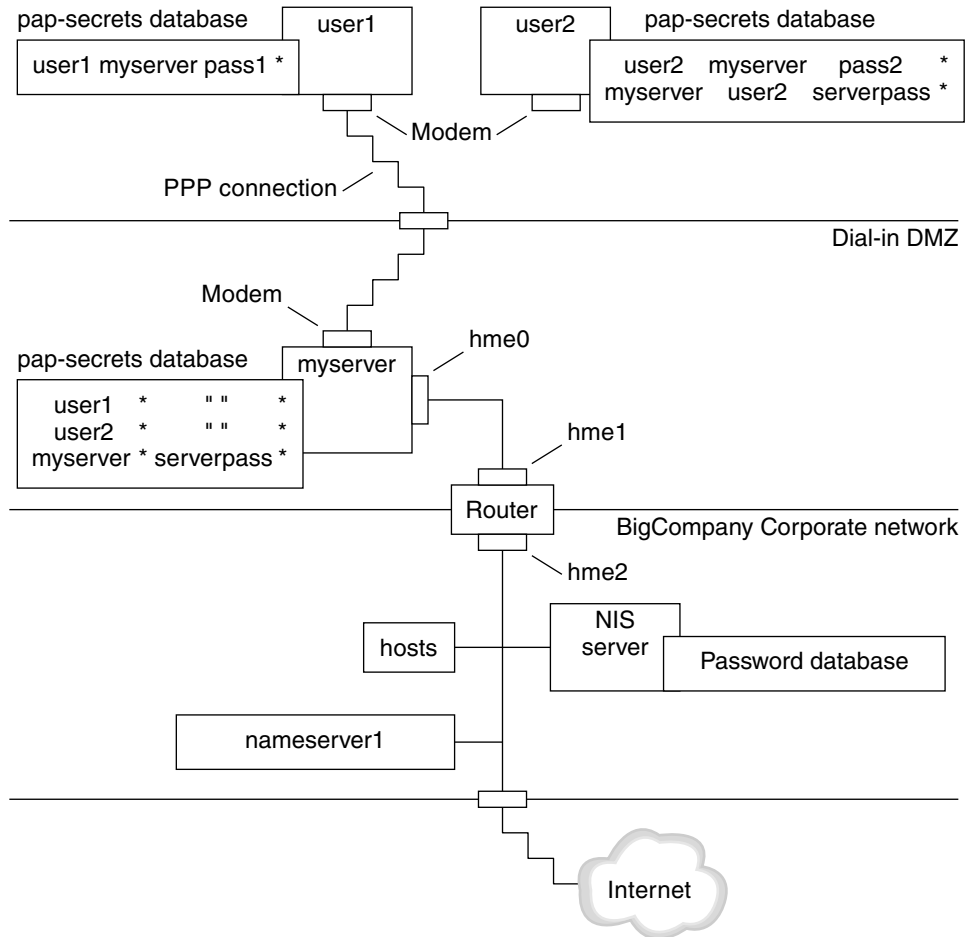 pap-secrets database
user1
user2
pap-secrets database
user1 myserver pass1 *
user2 myserver pass2 *
myserver user2 serverpass *
Modem
PPP connection
Dial-in DMZ
Modem
hme0
pap-secrets database
myserver
user1 * " " *
user2 * " " *
myserver * serverpass *
hme1
Router
BigCompany Corporate network
hme2
hosts
NIS
server
Password database
nameserver1
Internet